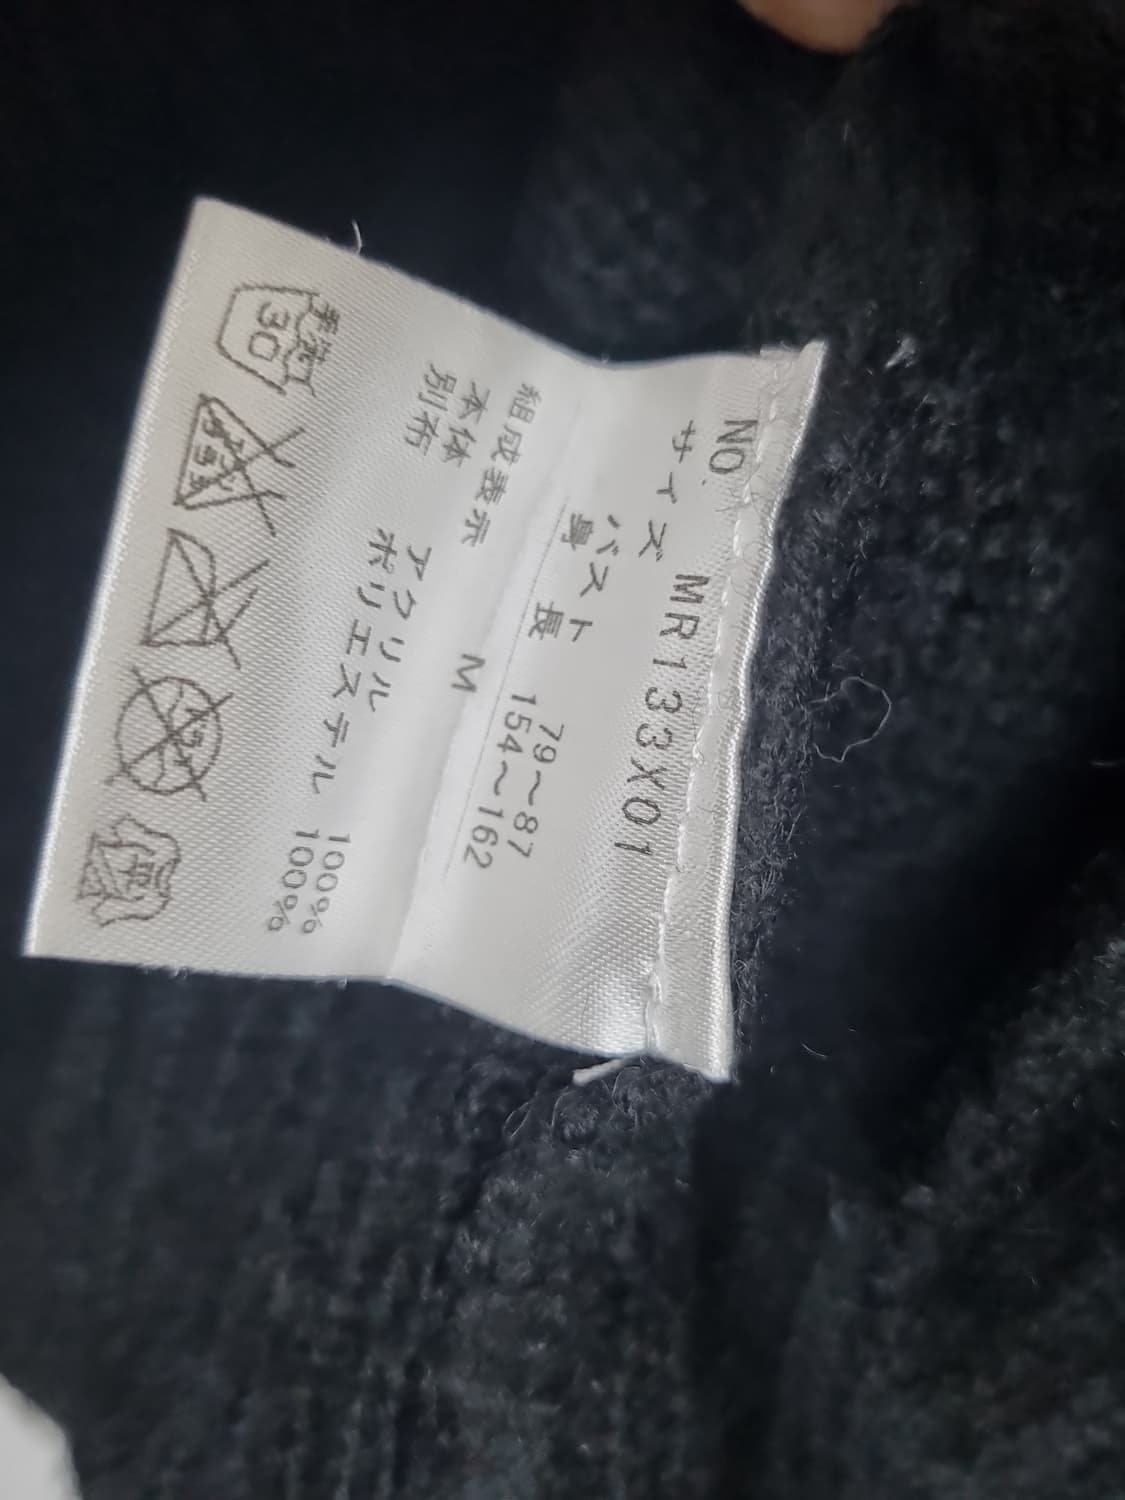 NO. MR133X01
サイズ
バスト 79～87
身長 154～162
M
組成表示
本体 アクリル 100%
別布 ポリエステル 100%
手洗イ
30